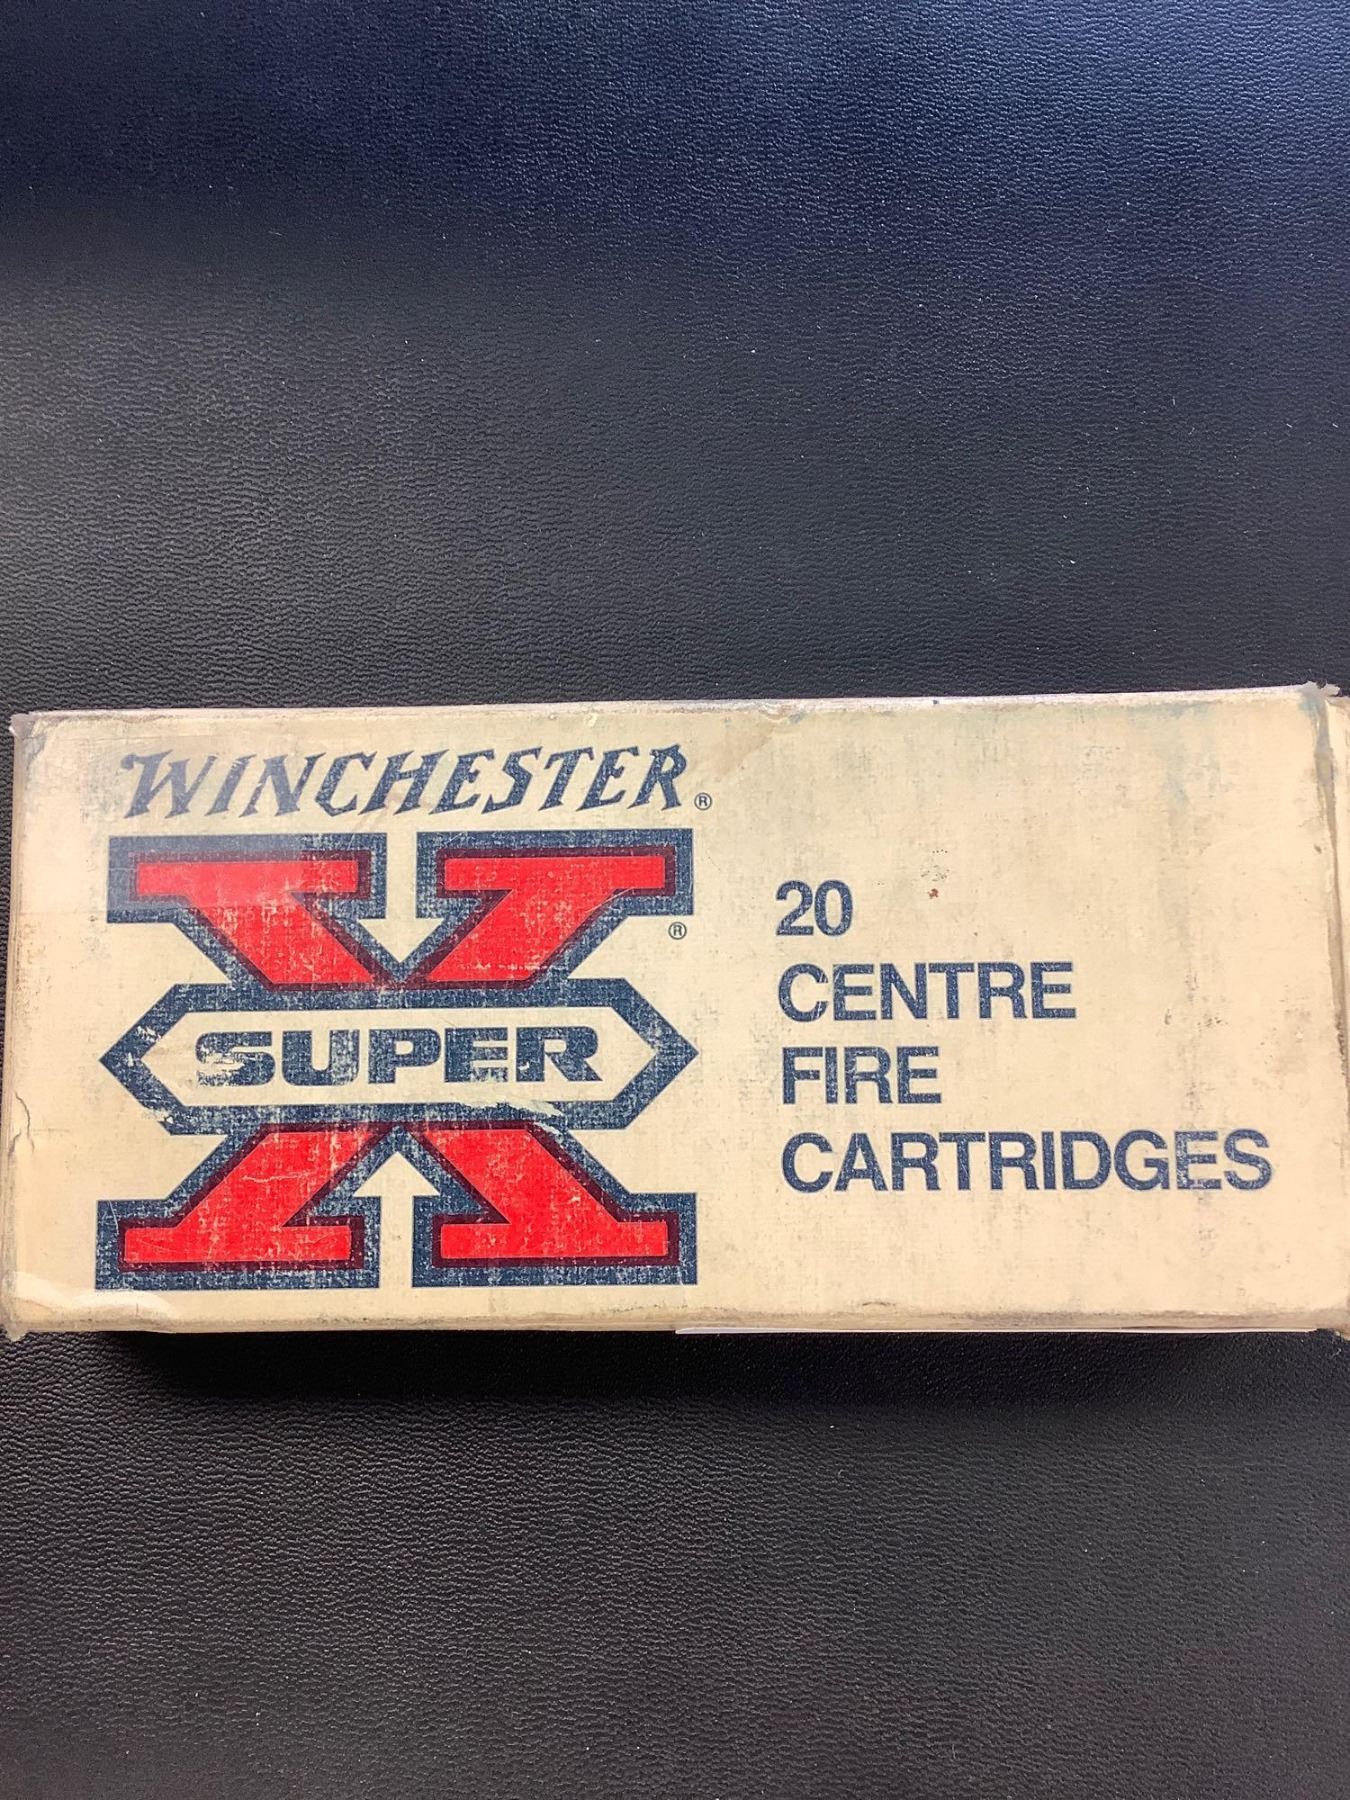 WINCHESTER®
X®
SUPER
20
CENTRE
FIRE
CARTRIDGES